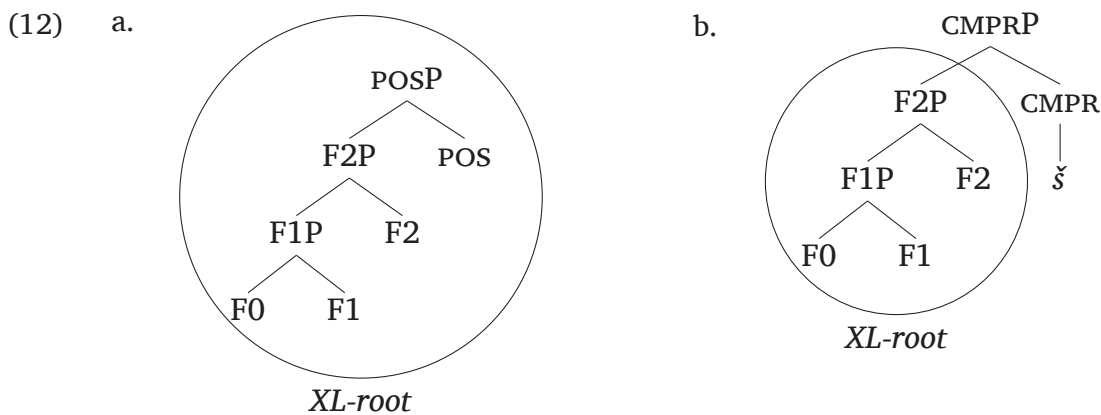 (12) a. b.
POSP
F2P POS
F1P F2
F0 F1
XL-root
CMPRP
F2P CMPR
F1P F2 š
F0 F1
XL-root